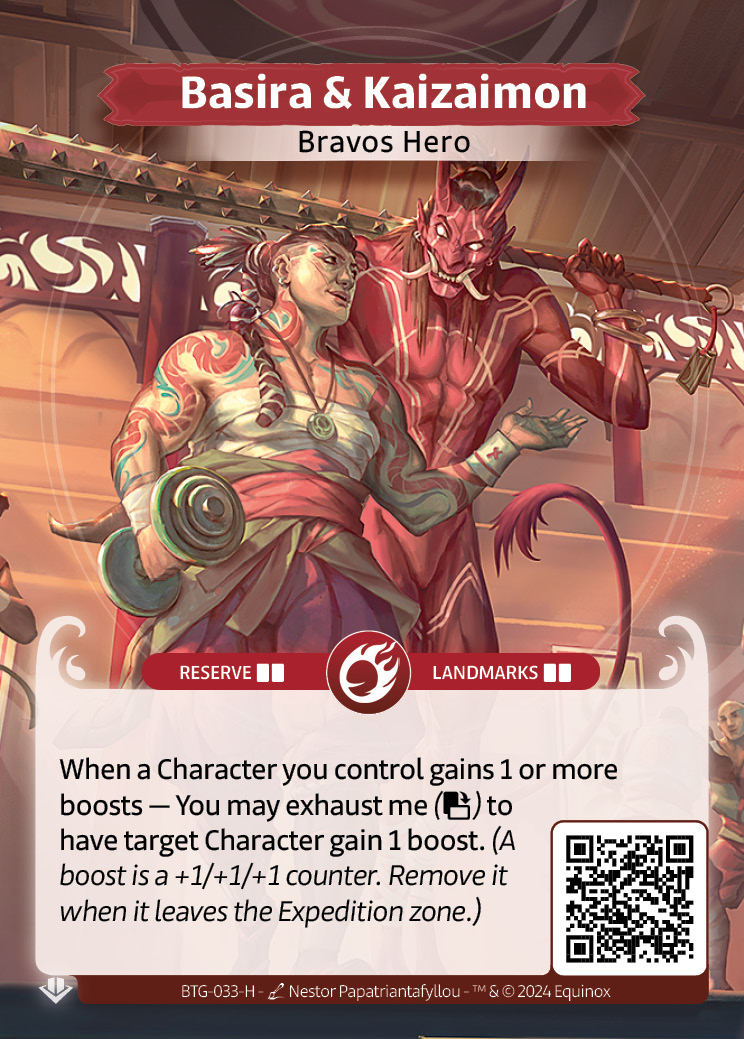 Basira & Kaizaimon
Bravos Hero
RESERVE
LANDMARKS
When a Character you control gains 1 or more
boosts — You may exhaust me () to
have target Character gain 1 boost. (A
boost is a +1/+1/+1 counter. Remove it
when it leaves the Expedition zone.)
BTG-033-H - Nestor Papatriantafyllou - ™ & © 2024 Equinox